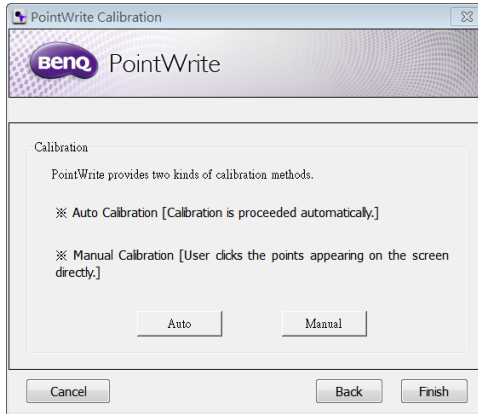 PointWrite Calibration
BenQ PointWrite
Calibration
PointWrite provides two kinds of calibration methods.
※ Auto Calibration [Calibration is proceeded automatically.]
※ Manual Calibration [User clicks the points appearing on the screen
directly.]
Auto Manual
Cancel Back Finish